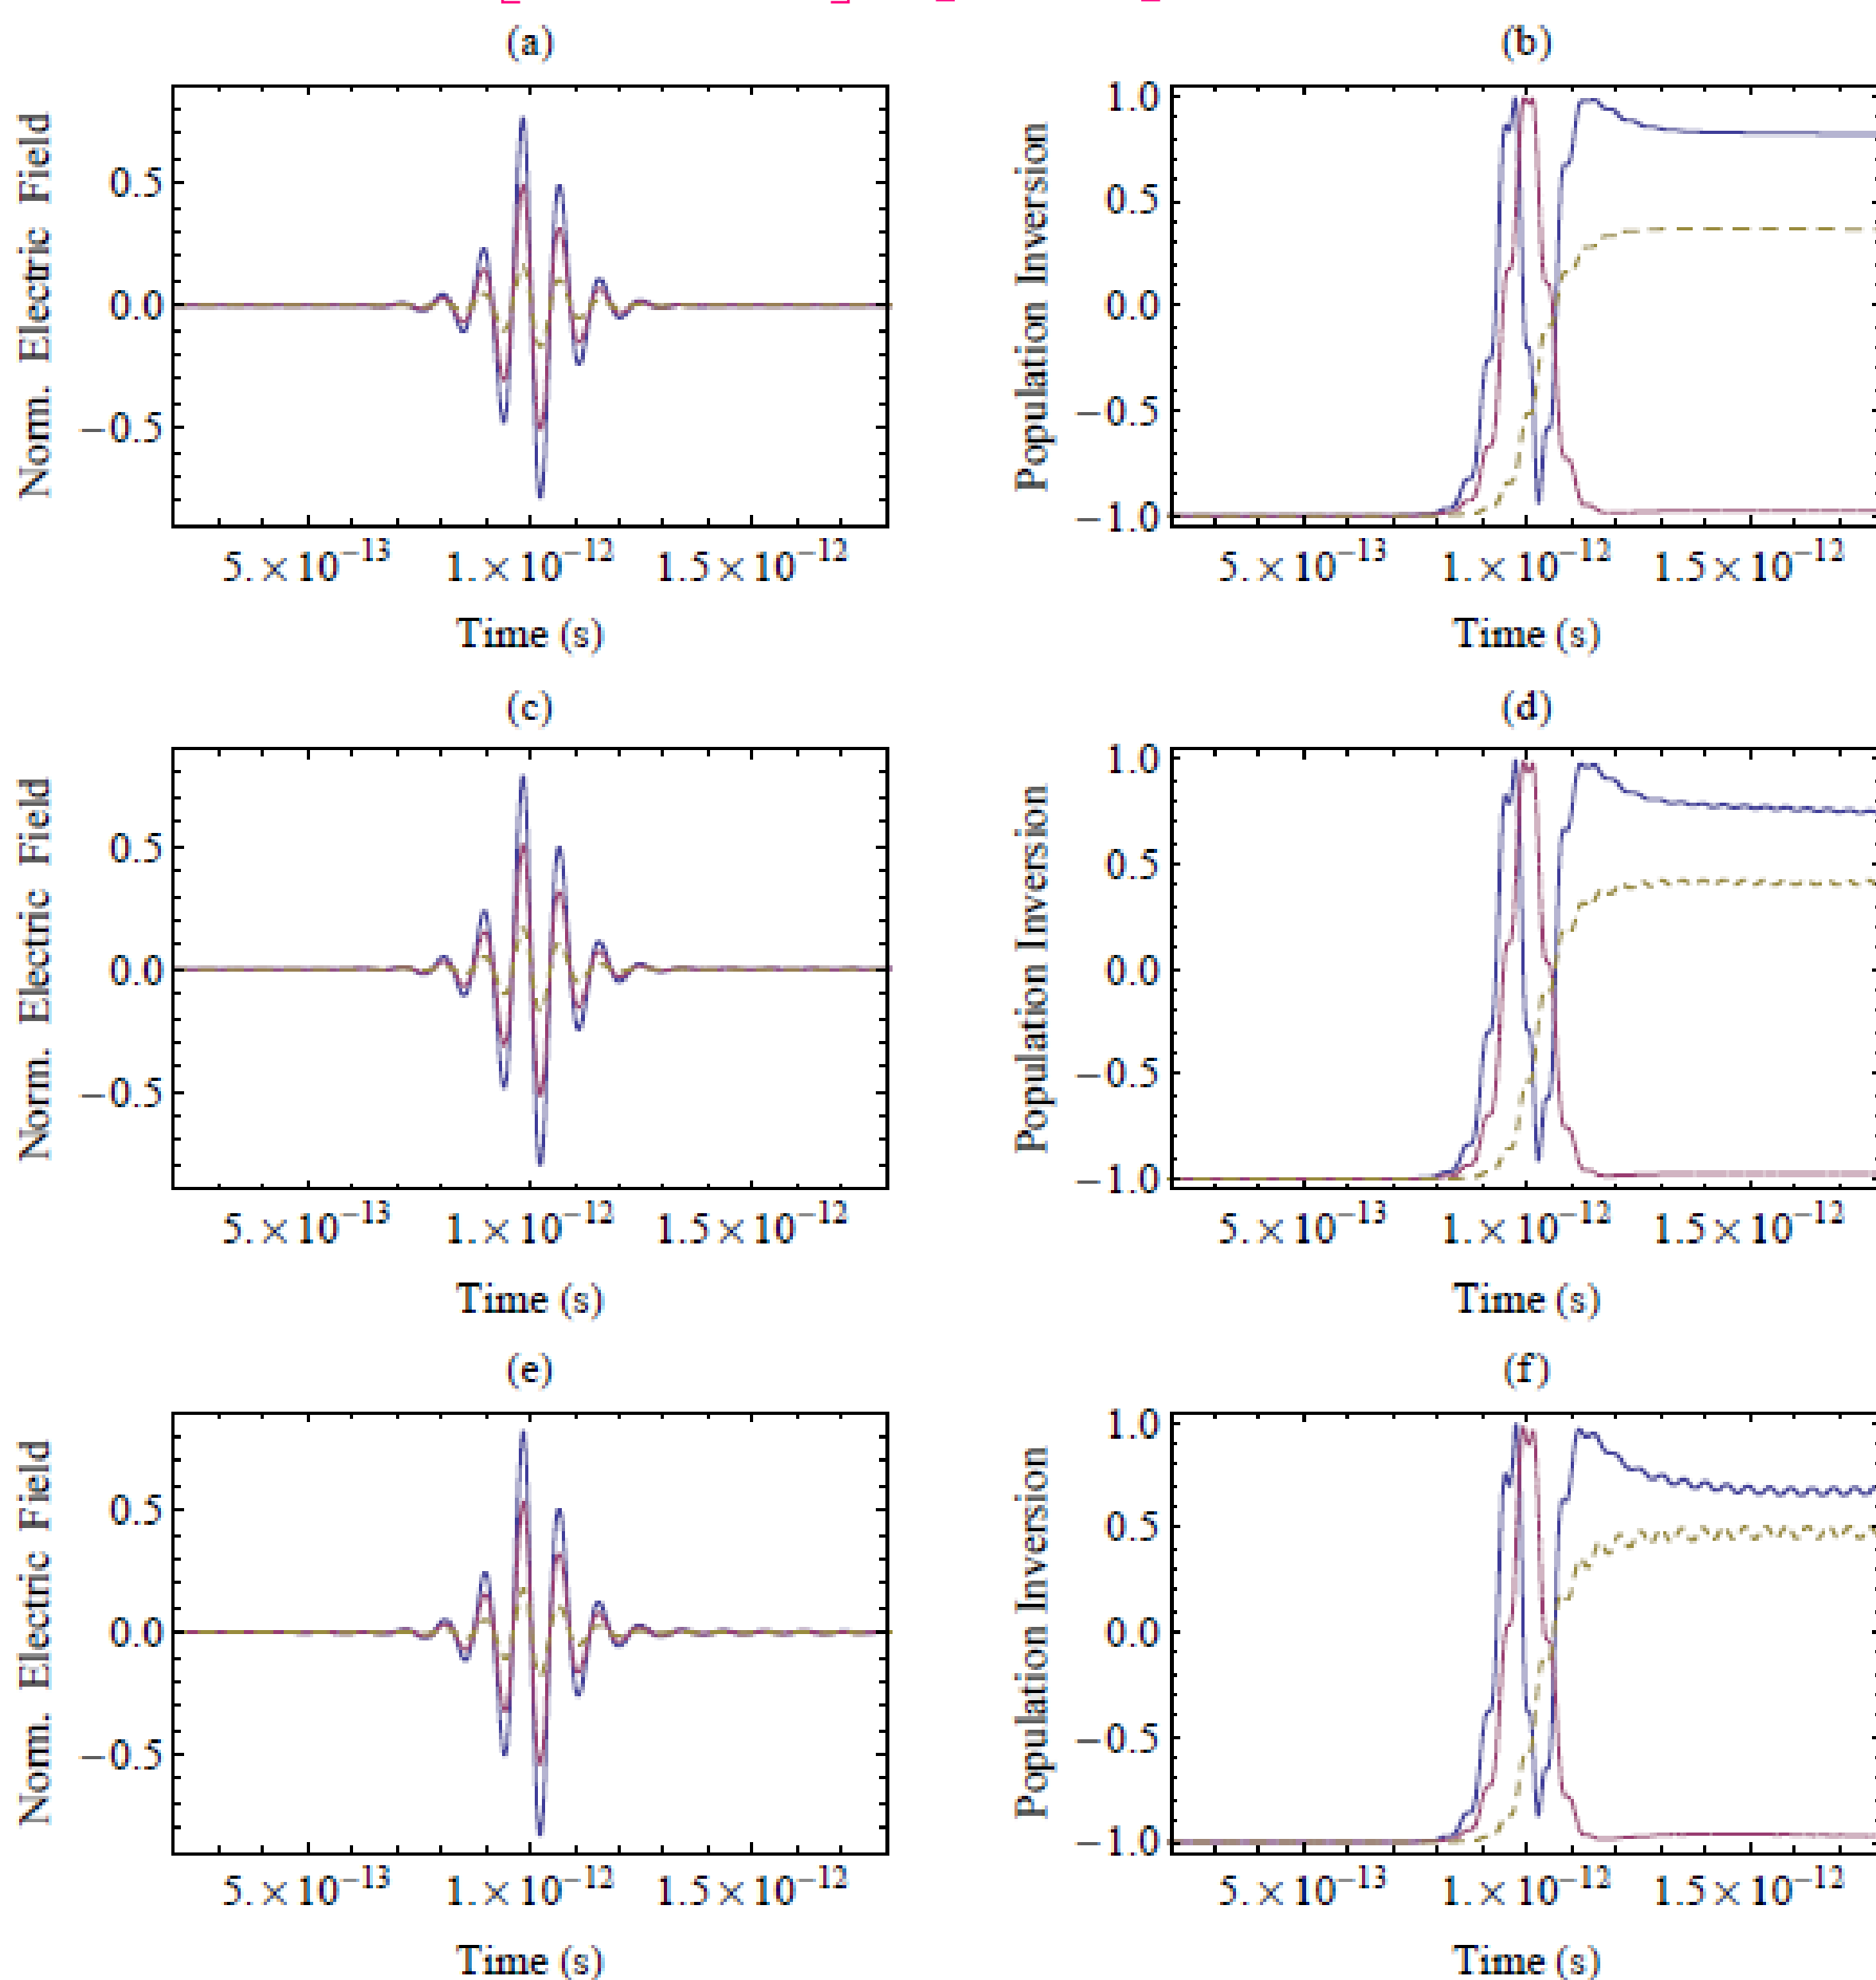 (a)
Norm. Electric Field
0.5
0.0
−0.5
5.×10−13 1.×10−12 1.5×10−12
Time (s)
(b)
Population Inversion
1.0
0.5
0.0
−0.5
−1.0
5.×10−13 1.×10−12 1.5×10−12
Time (s)
(c)
Norm. Electric Field
0.5
0.0
−0.5
5.×10−13 1.×10−12 1.5×10−12
Time (s)
(d)
Population Inversion
1.0
0.5
0.0
−0.5
−1.0
5.×10−13 1.×10−12 1.5×10−12
Time (s)
(e)
Norm. Electric Field
0.5
0.0
−0.5
5.×10−13 1.×10−12 1.5×10−12
Time (s)
(f)
Population Inversion
1.0
0.5
0.0
−0.5
−1.0
5.×10−13 1.×10−12 1.5×10−12
Time (s)